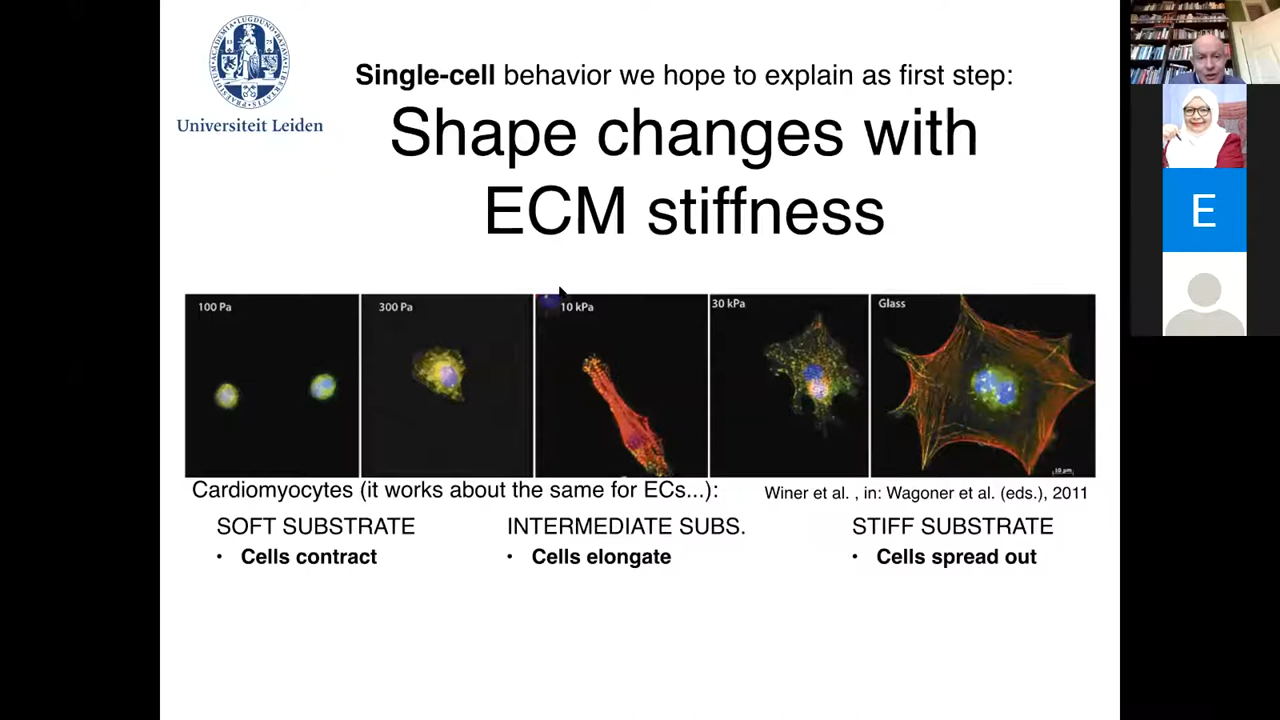 Universiteit Leiden
Single-cell behavior we hope to explain as first step:
Shape changes with
ECM stiffness
100 Pa
300 Pa
10 kPa
30 kPa
Glass
10 µm
Cardiomyocytes (it works about the same for ECs...):
Winer et al. , in: Wagoner et al. (eds.), 2011
SOFT SUBSTRATE
• Cells contract
INTERMEDIATE SUBS.
• Cells elongate
STIFF SUBSTRATE
• Cells spread out
E